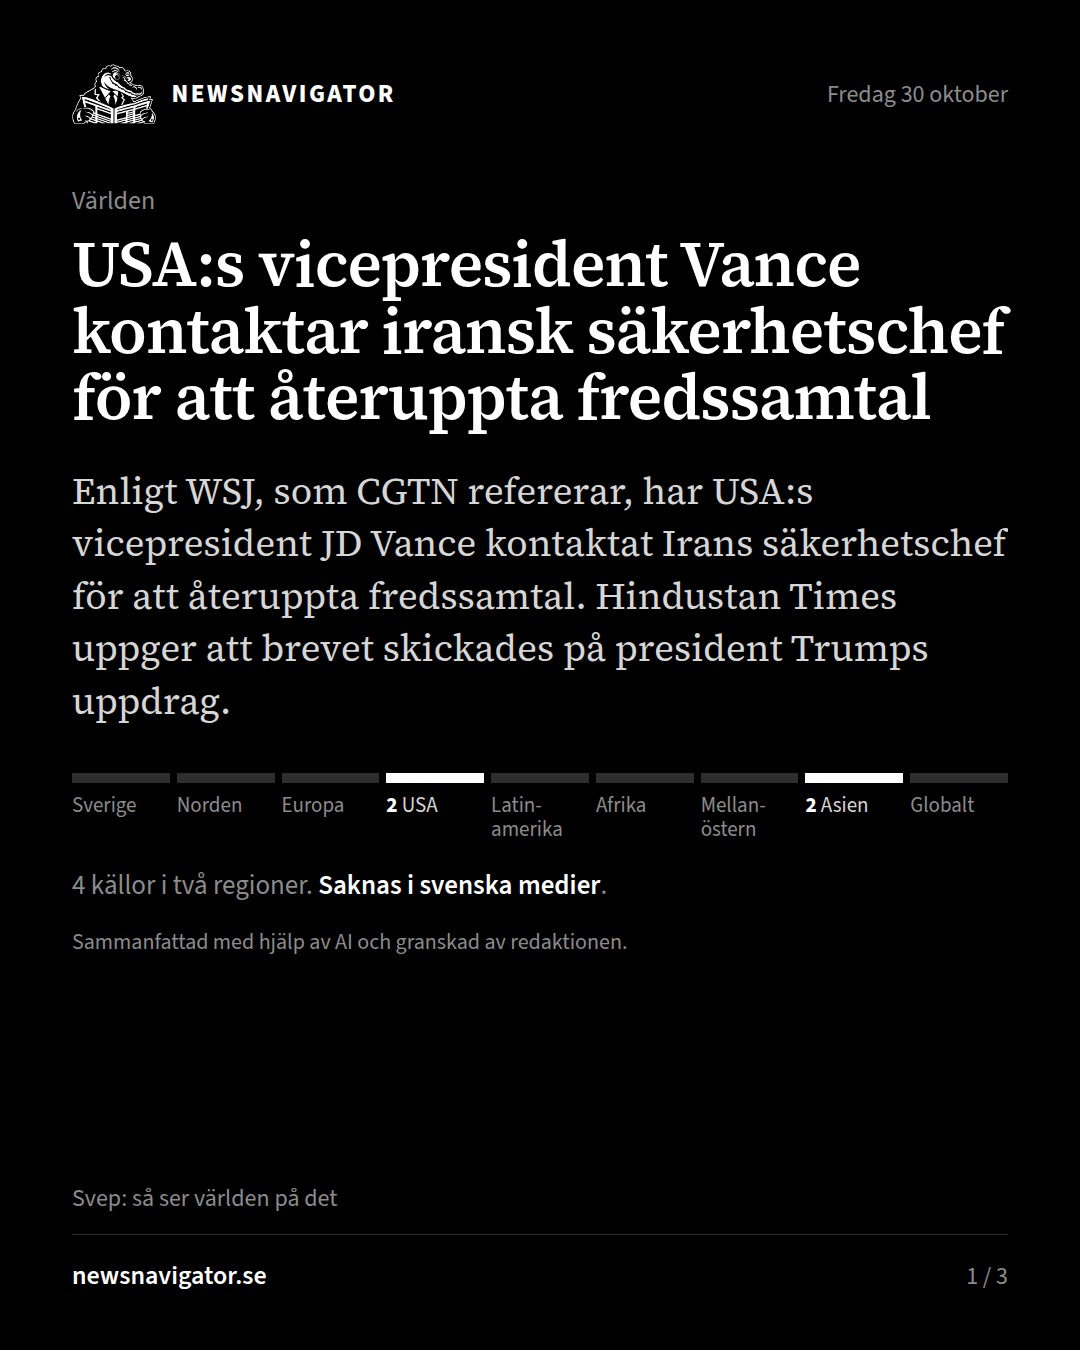 NEWSNAVIGATOR
Fredag 30 oktober
Världen
USA:s vicepresident Vance
kontaktar iransk säkerhetschef
för att återuppta fredssamtal
Enligt WSJ, som CGTN refererar, har USA:s
vicepresident JD Vance kontaktat Irans säkerhetschef
för att återuppta fredssamtal. Hindustan Times
uppger att brevet skickades på president Trumps
uppdrag.
Sverige
Norden
Europa
2 USA
Latin-
amerika
Afrika
Mellan-
östern
2 Asien
Globalt
4 källor i två regioner. Saknas i svenska medier.
Sammanfattad med hjälp av AI och granskad av redaktionen.
Svep: så ser världen på det
newsnavigator.se
1 / 3